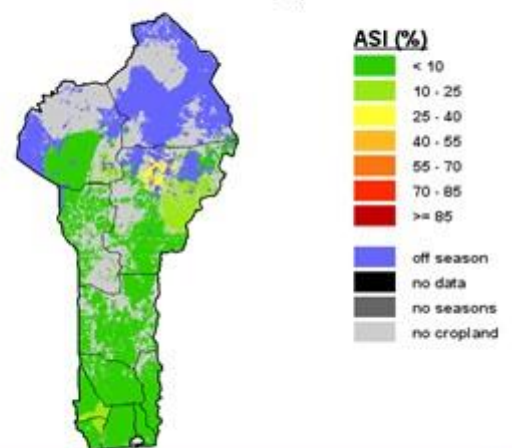 ASI (%)
< 10
10 - 25
25 - 40
40 - 55
55 - 70
70 - 85
>= 85
off season
no data
no seasons
no cropland